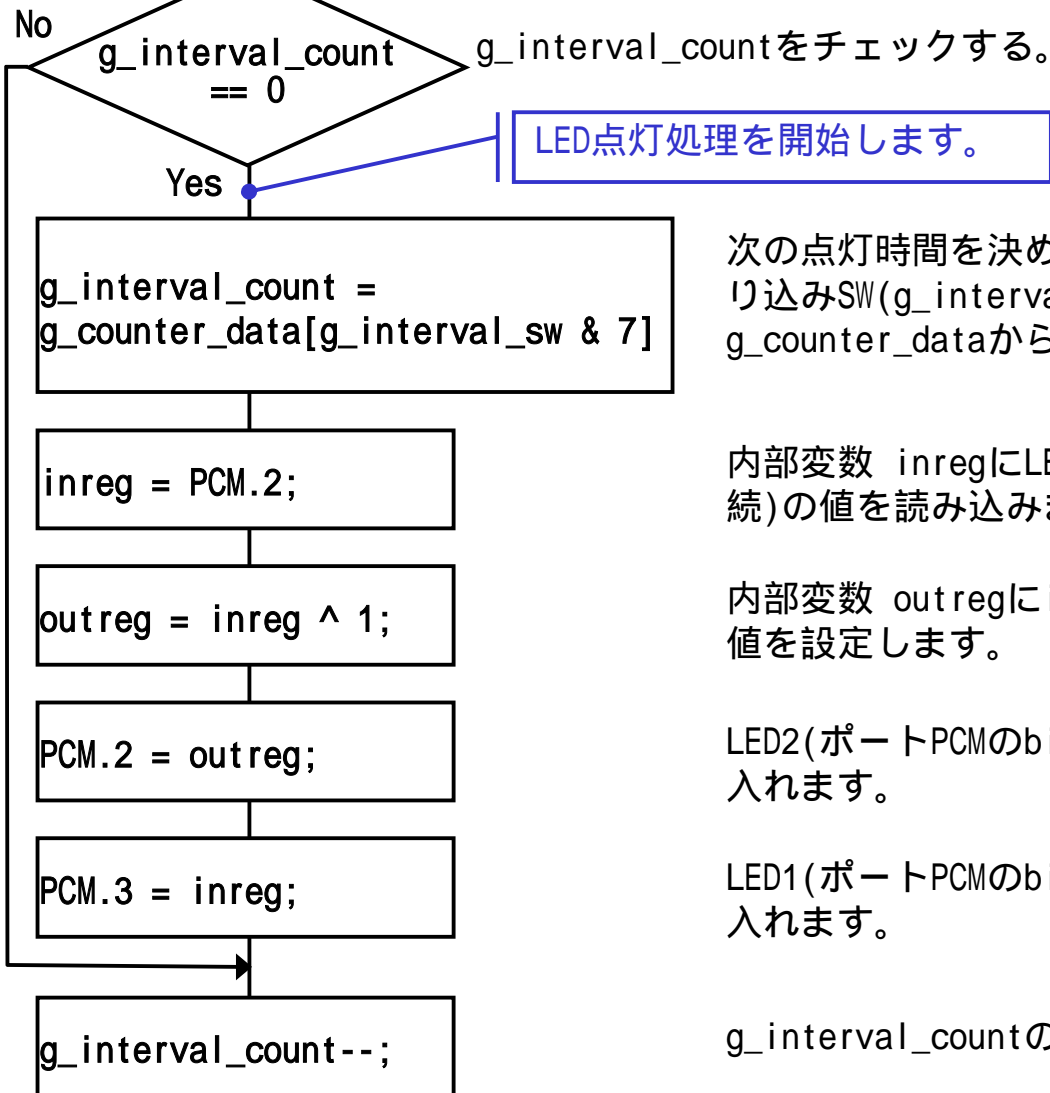 No
g_interval_count
== 0
g_interval_countをチェックする。
LED点灯処理を開始します。
Yes
g_interval_count =
g_counter_data[g_interval_sw & 7]
次の点灯時間を決め
り込みSW(g_interva
g_counter_dataから
inreg = PCM.2;
内部変数 inregにLE
続)の値を読み込みま
outreg = inreg ^ 1;
内部変数 outregに
値を設定します。
PCM.2 = outreg;
LED2(ポートPCMのb
入れます。
PCM.3 = inreg;
LED1(ポートPCMのb
入れます。
g_interval_count--;
g_interval_countの